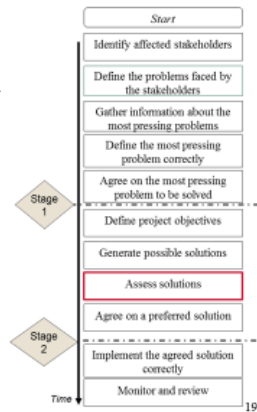 Start
Identify affected stakeholders
Define the problems faced by
the stakeholders
Gather information about the
most pressing problems
Define the most pressing
problem correctly
Agree on the most pressing
problem to be solved
Stage
1
Define project objectives
Generate possible solutions
Assess solutions
Agree on a preferred solution
Stage
2
Implement the agreed solution
correctly
Monitor and review
Time
19